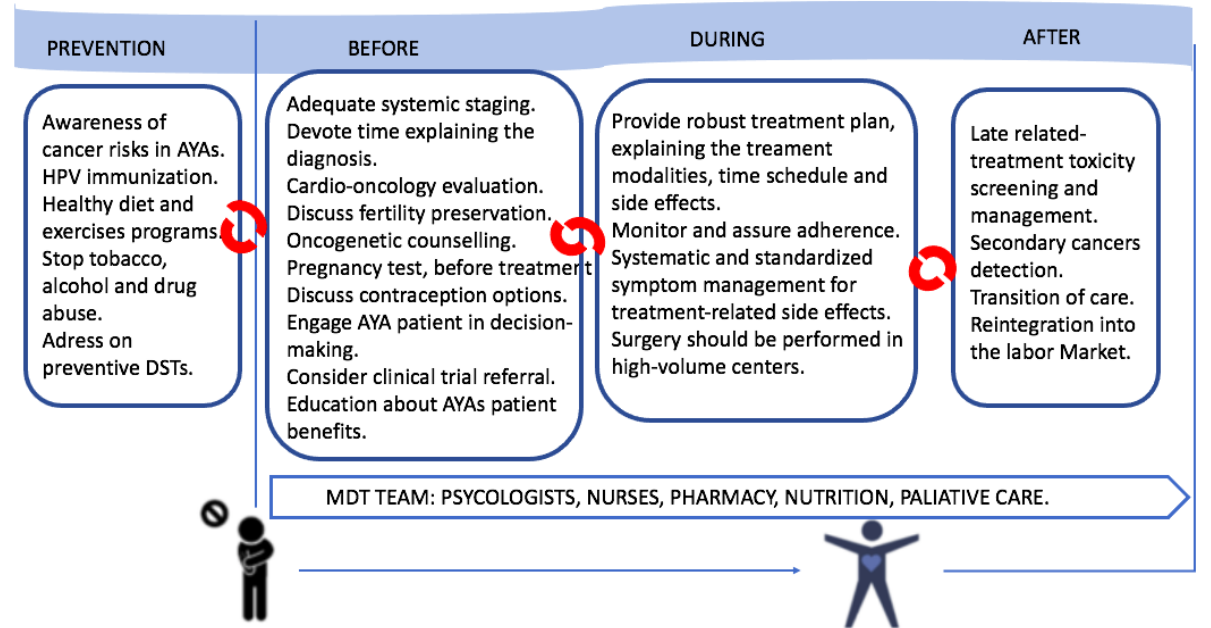 PREVENTION
BEFORE
DURING
AFTER
Awareness of
cancer risks in AYAs.
HPV immunization.
Healthy diet and
exercises programs.
Stop tobacco,
alcohol and drug
abuse.
Adress on
preventive DSTs.
Adequate systemic staging.
Devote time explaining the
diagnosis.
Cardio-oncology evaluation.
Discuss fertility preservation.
Oncogenetic counselling.
Pregnancy test, before treatment
Discuss contraception options.
Engage AYA patient in decision-
making.
Consider clinical trial referral.
Education about AYAs patient
benefits.
Provide robust treatment plan,
explaining the treament
modalities, time schedule and
side effects.
Monitor and assure adherence.
Systematic and standardized
symptom management for
treatment-related side effects.
Surgery should be performed in
high-volume centers.
Late related-
treatment toxicity
screening and
management.
Secondary cancers
detection.
Transition of care.
Reintegration into
the labor Market.
MDT TEAM: PSYCOLOGISTS, NURSES, PHARMACY, NUTRITION, PALIATIVE CARE.